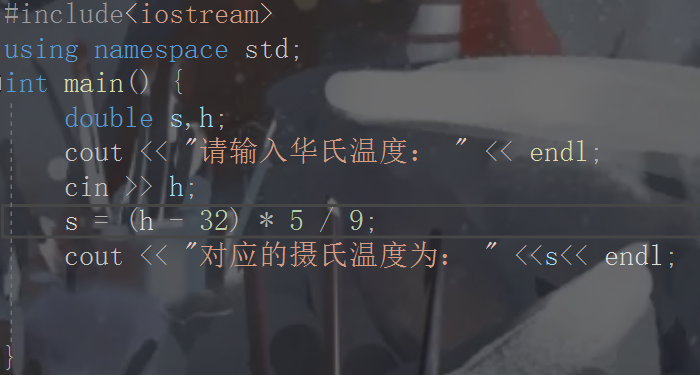 #include<iostream>
using namespace std;
int main() {
    double s,h;
    cout << "请输入华氏温度： " << endl;
    cin >> h;
    s = (h - 32) * 5 / 9;
    cout << "对应的摄氏温度为： " <<s<< endl;
}